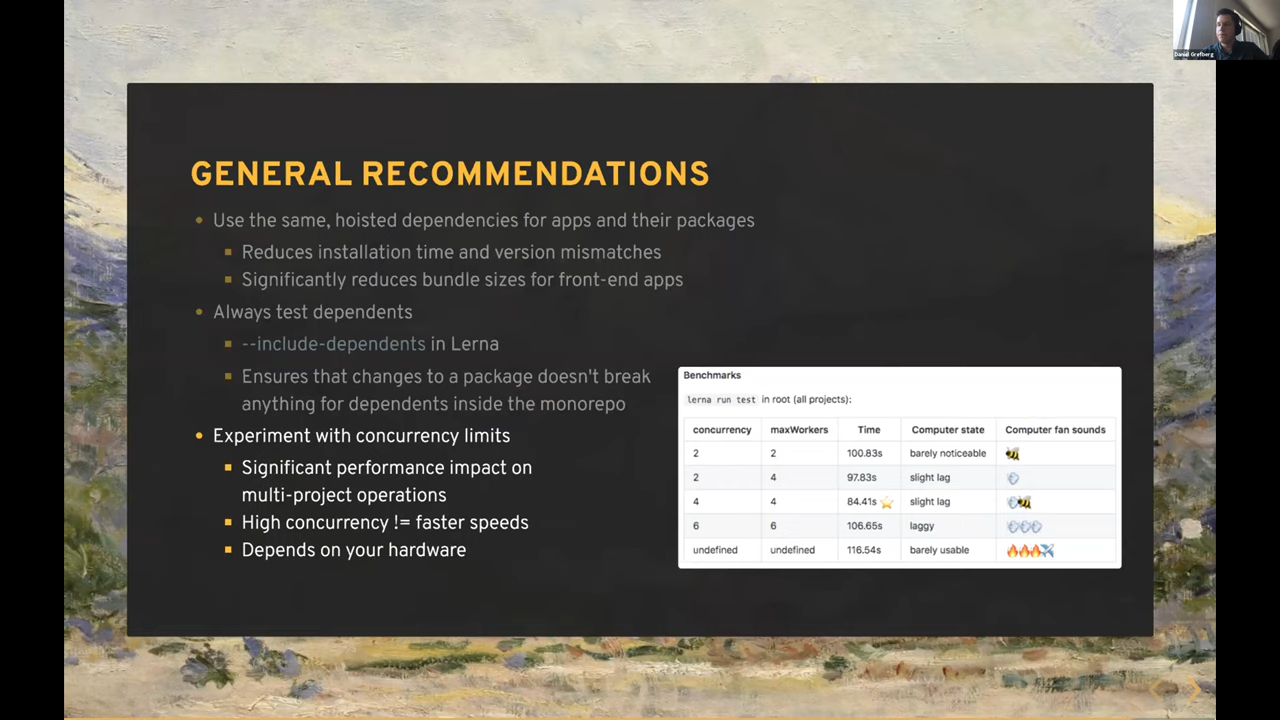 Daniel Grefberg
GENERAL RECOMMENDATIONS
• Use the same, hoisted dependencies for apps and their packages
▪ Reduces installation time and version mismatches
▪ Significantly reduces bundle sizes for front-end apps
• Always test dependents
▪ --include-dependents in Lerna
▪ Ensures that changes to a package doesn't break
anything for dependents inside the monorepo
• Experiment with concurrency limits
▪ Significant performance impact on
multi-project operations
▪ High concurrency != faster speeds
▪ Depends on your hardware
Benchmarks
lerna run test in root (all projects):
concurrency maxWorkers Time Computer state Computer fan sounds
2 2 100.83s barely noticeable 🐝
2 4 97.83s slight lag 💨
4 4 84.41s ⭐ slight lag 💨🐝
6 6 106.65s laggy 💨💨💨
undefined undefined 116.54s barely usable 🔥🔥🔥✈️